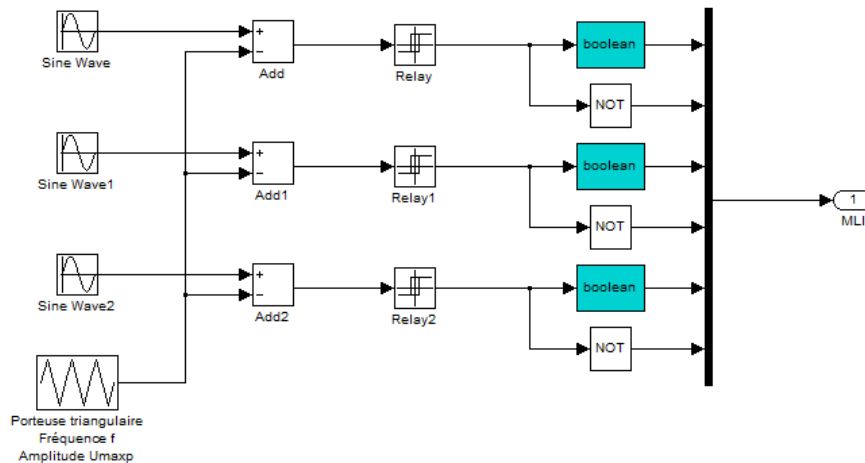 Sine Wave
+
−
Add
Relay
boolean
NOT
Sine Wave1
+
−
Add1
Relay1
boolean
NOT
1
MLI
Sine Wave2
+
−
Add2
Relay2
boolean
NOT
Porteuse triangulaire
Fréquence f
Amplitude Umaxp